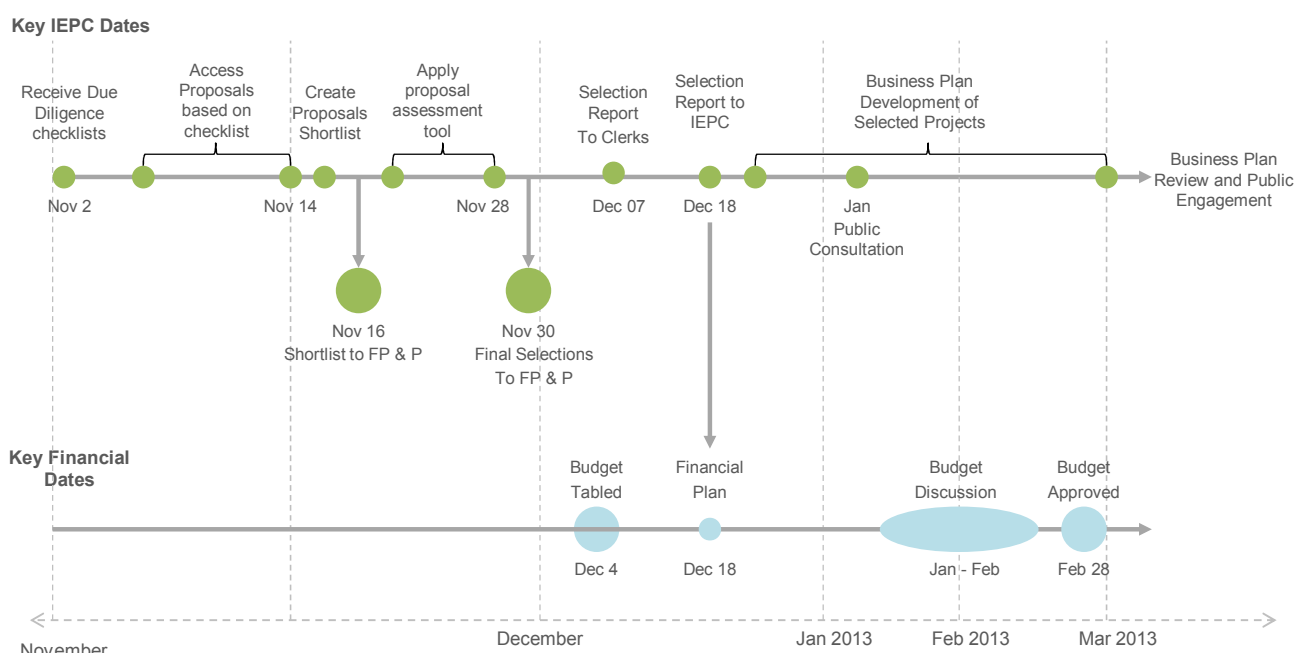 Key IEPC Dates
Receive Due
Diligence
checklists
Access
Proposals
based on
checklist
Create
Proposals
Shortlist
Apply
proposal
assessment
tool
Selection
Report
To Clerks
Selection
Report to
IEPC
Business Plan
Development of
Selected Projects
Business Plan
Review and Public
Engagement
Nov 2
Nov 14
Nov 28
Dec 07
Dec 18
Jan
Public
Consultation
Nov 16
Shortlist to FP & P
Nov 30
Final Selections
To FP & P
Key Financial
Dates
Budget
Tabled
Financial
Plan
Budget
Discussion
Budget
Approved
Dec 4
Dec 18
Jan - Feb
Feb 28
November
December
Jan 2013
Feb 2013
Mar 2013